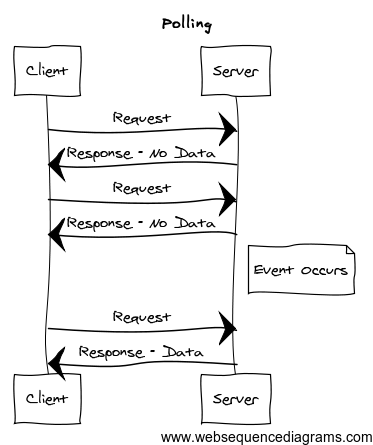 Polling
Client
Server
Request
Response - No Data
Request
Response - No Data
Event Occurs
Request
Response - Data
Client
Server
www.websequencediagrams.com